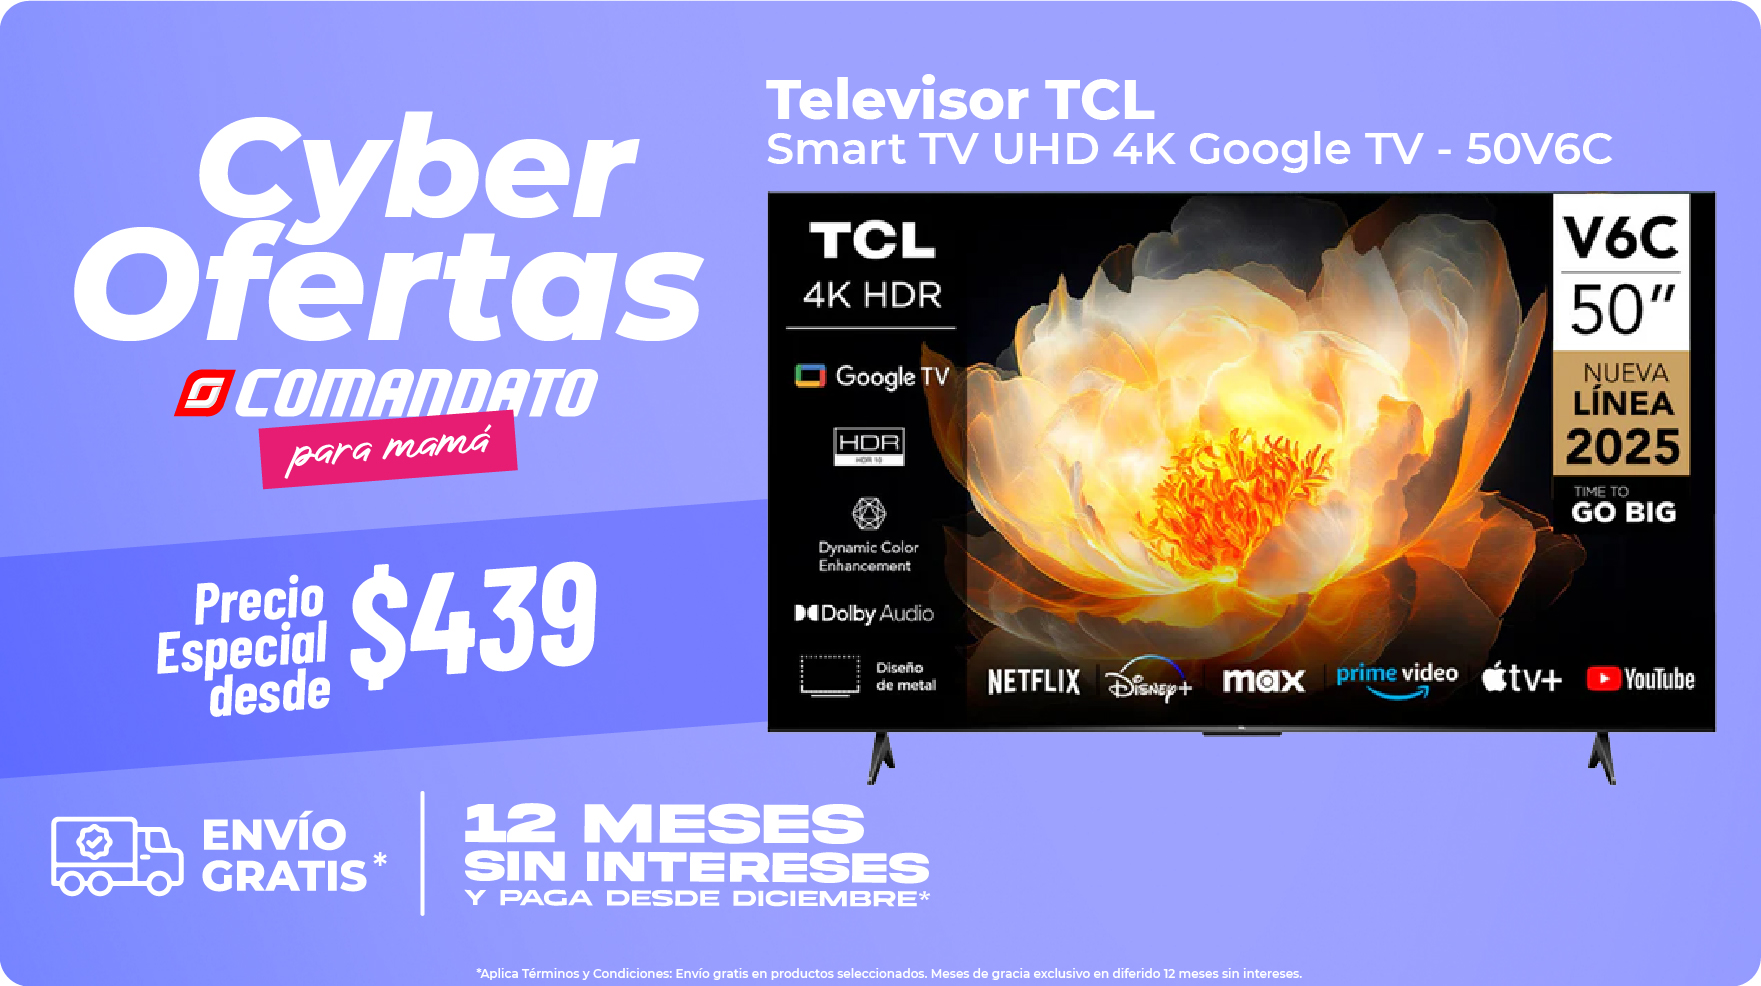 Cyber
Ofertas
COMANDATO
para mamá
Precio
Especial
desde
$439
ENVÍO
GRATIS*
12 MESES
SIN INTERESES
Y PAGA DESDE DICIEMBRE*
Televisor TCL
Smart TV UHD 4K Google TV - 50V6C
TCL
4K HDR
Google TV
HDR
HDR 10
Dynamic Color
Enhancement
Dolby Audio
Diseño
de metal
V6C
50"
NUEVA
LÍNEA
2025
TIME TO
GO BIG
NETFLIX
Disney+
max
prime video
tv+
YouTube
*Aplica Términos y Condiciones: Envío gratis en productos seleccionados. Meses de gracia exclusivo en diferido 12 meses sin intereses.